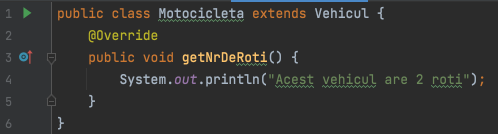 1 public class Motocicleta extends Vehicul {
2 @Override
3 public void getNrDeRoti() {
4 System.out.println("Acest vehicul are 2 roti");
5 }
6 }